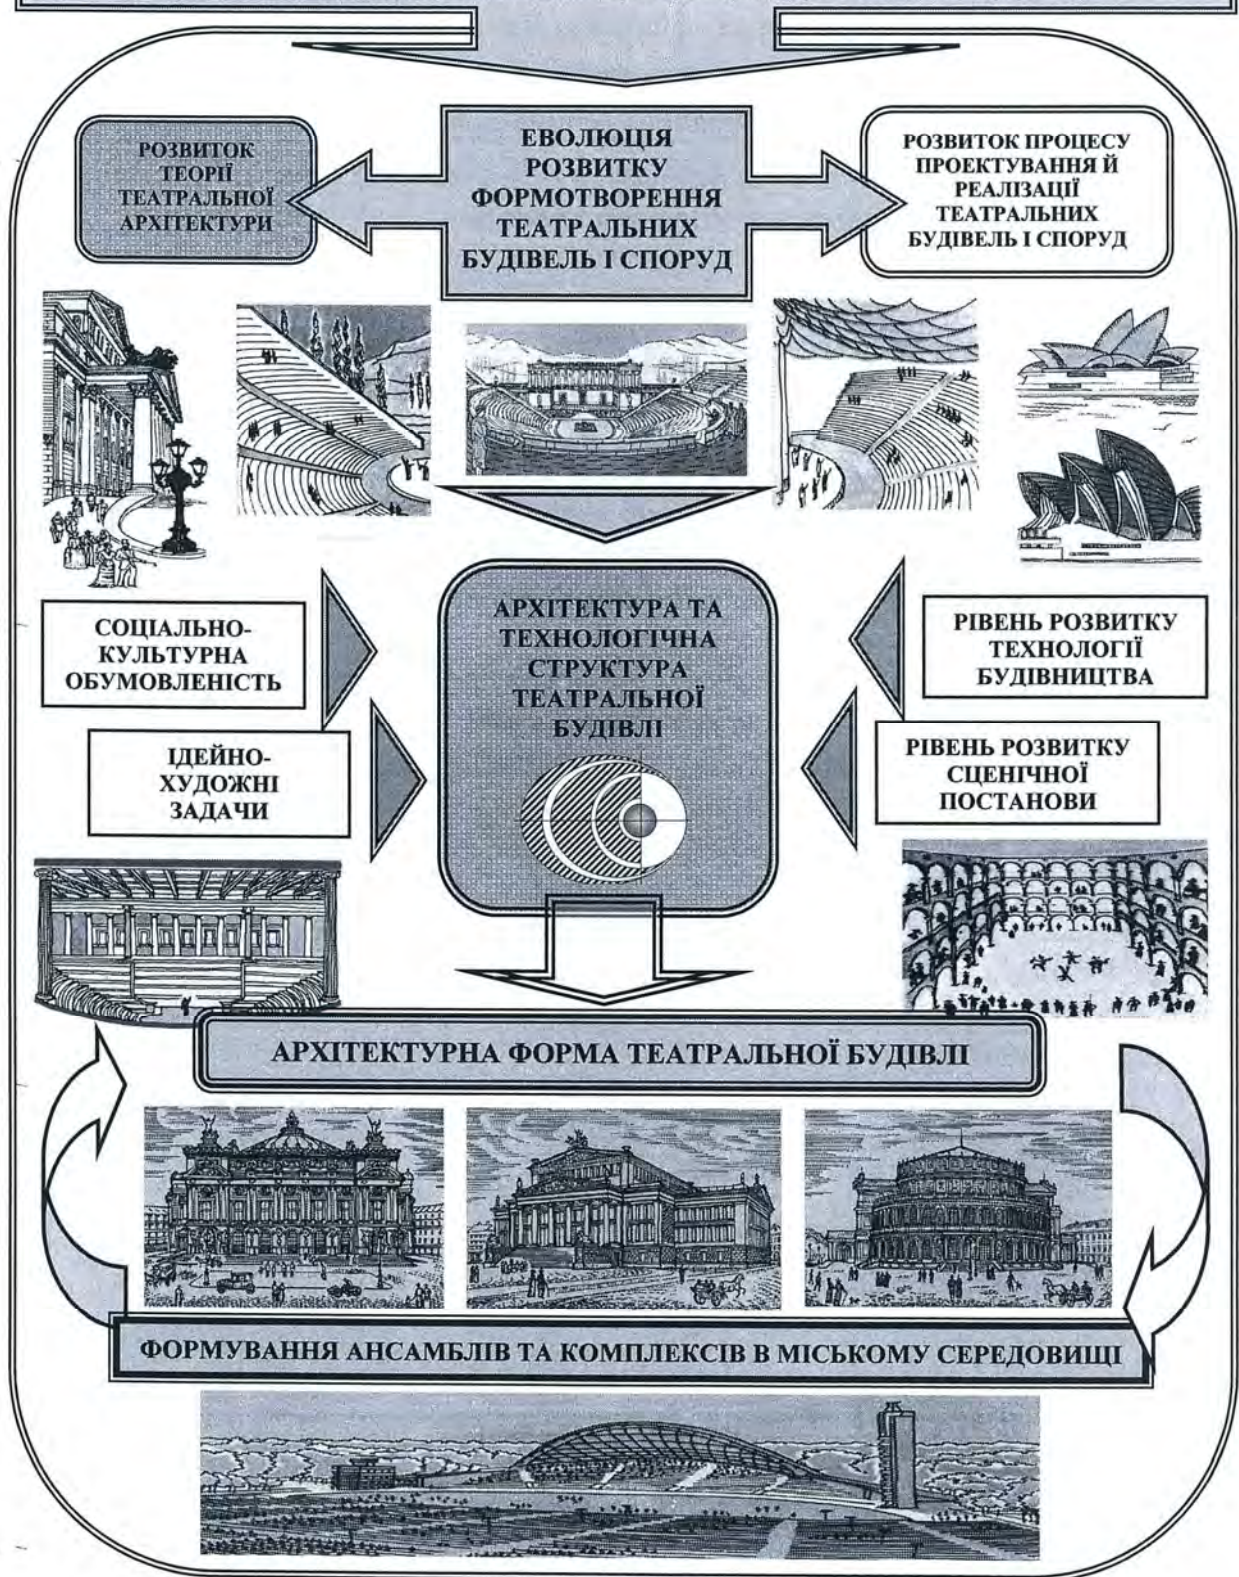 РОЗВИТОК
ТЕОРІЇ
ТЕАТРАЛЬНОЇ
АРХІТЕКТУРИ
ЕВОЛЮЦІЯ
РОЗВИТКУ
ФОРМОТВОРЕННЯ
ТЕАТРАЛЬНИХ
БУДІВЕЛЬ І СПОРУД
РОЗВИТОК ПРОЦЕСУ
ПРОЕКТУВАННЯ Й
РЕАЛІЗАЦІЇ
ТЕАТРАЛЬНИХ
БУДІВЕЛЬ І СПОРУД
СОЦІАЛЬНО-
КУЛЬТУРНА
ОБУМОВЛЕНІСТЬ
ІДЕЙНО-
ХУДОЖНІ
ЗАДАЧИ
АРХІТЕКТУРА ТА
ТЕХНОЛОГІЧНА
СТРУКТУРА
ТЕАТРАЛЬНОЇ
БУДІВЛІ
РІВЕНЬ РОЗВИТКУ
ТЕХНОЛОГІЇ
БУДІВНИЦТВА
РІВЕНЬ РОЗВИТКУ
СЦЕНІЧНОЇ
ПОСТАНОВИ
АРХІТЕКТУРНА ФОРМА ТЕАТРАЛЬНОЇ БУДІВЛІ
ФОРМУВАННЯ АНСАМБЛІВ ТА КОМПЛЕКСІВ В МІСЬКОМУ СЕРЕДОВИЩІ